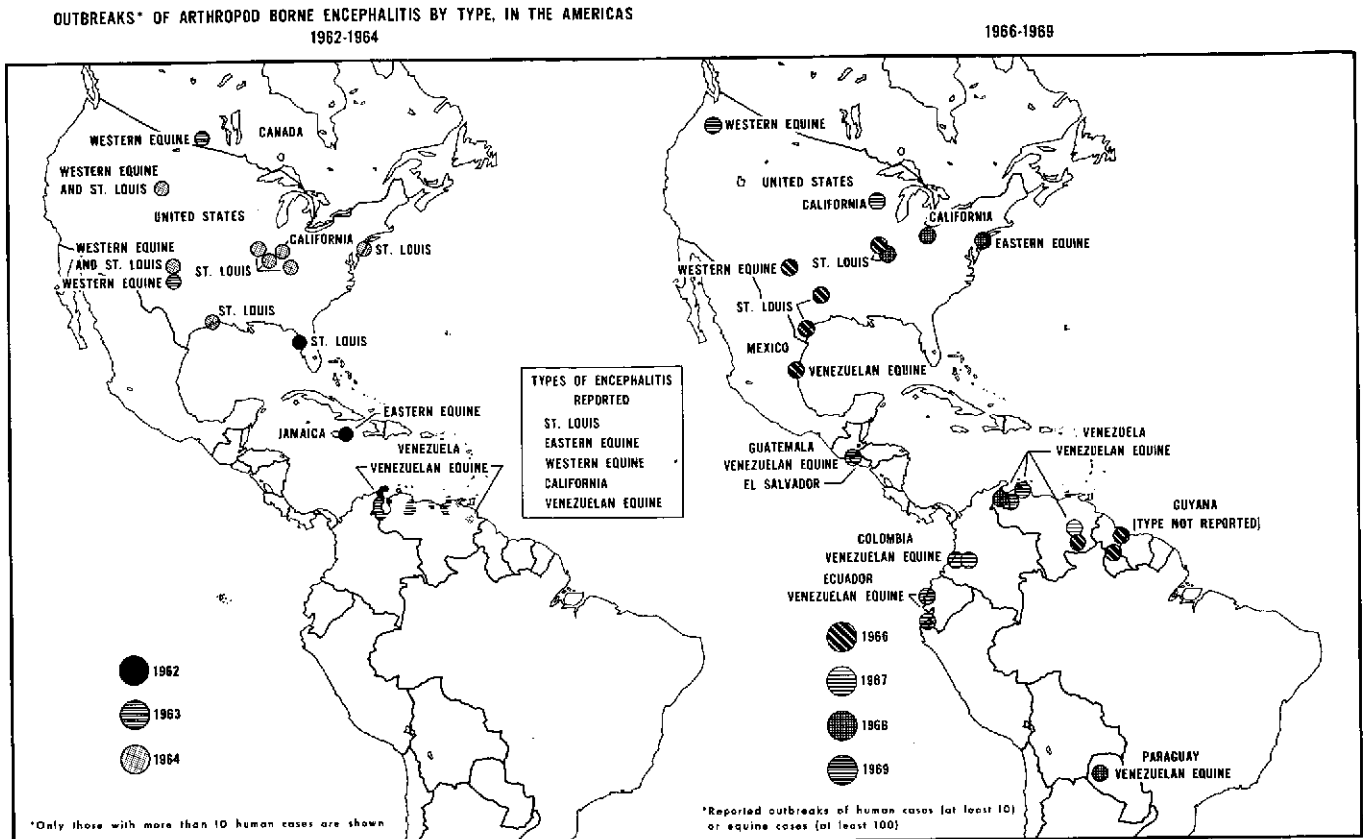 OUTBREAKS* OF ARTHROPOD BORNE ENCEPHALITIS BY TYPE, IN THE AMERICAS
1962-1964
1966-1969
WESTERN EQUINE
CANADA
WESTERN EQUINE
AND ST. LOUIS
UNITED STATES
CALIFORNIA
ST. LOUIS
WESTERN EQUINE
AND ST. LOUIS
ST. LOUIS
WESTERN EQUINE
ST. LOUIS
ST. LOUIS
EASTERN EQUINE
JAMAICA
VENEZUELA
VENEZUELAN EQUINE
TYPES OF ENCEPHALITIS
REPORTED
ST. LOUIS
EASTERN EQUINE
WESTERN EQUINE
CALIFORNIA
VENEZUELAN EQUINE
1962
1963
1964
*Only those with more than 10 human cases are shown
WESTERN EQUINE
UNITED STATES
CALIFORNIA
CALIFORNIA
EASTERN EQUINE
ST. LOUIS
WESTERN EQUINE
ST. LOUIS
MEXICO
VENEZUELAN EQUINE
GUATEMALA
VENEZUELAN EQUINE
EL SALVADOR
VENEZUELA
VENEZUELAN EQUINE
GUYANA
(TYPE NOT REPORTED)
COLOMBIA
VENEZUELAN EQUINE
ECUADOR
VENEZUELAN EQUINE
1966
1967
1968
1969
PARAGUAY
VENEZUELAN EQUINE
*Reported outbreaks of human cases (at least 10)
or equine cases (at least 100)